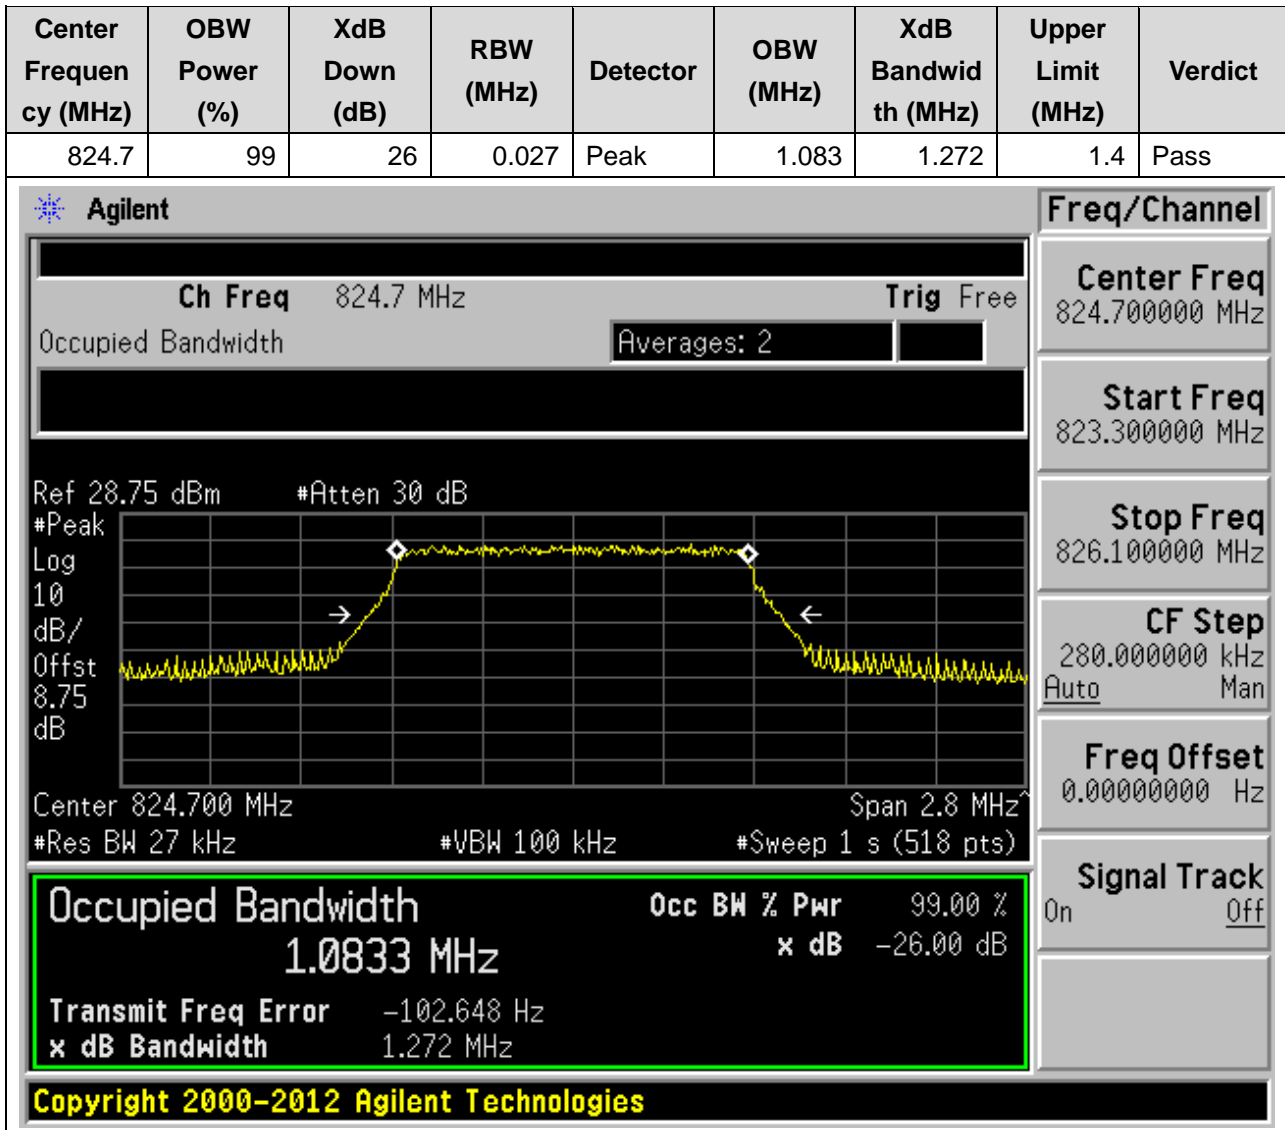 Center Frequen cy (MHz) OBW Power (%) XdB Down (dB) RBW (MHz) Detector OBW (MHz) XdB Bandwid th (MHz) Upper Limit (MHz) Verdict
824.7 99 26 0.027 Peak 1.083 1.272 1.4 Pass
Agilent
Freq/Channel
Ch Freq 824.7 MHz Trig Free
Occupied Bandwidth Averages: 2
Center Freq
824.700000 MHz
Start Freq
823.300000 MHz
Stop Freq
826.100000 MHz
CF Step
280.000000 kHz
Auto Man
Freq Offset
0.00000000 Hz
Signal Track
On Off
Ref 28.75 dBm #Atten 30 dB
#Peak
Log
10
dB/
Offst
8.75
dB
Center 824.700 MHz Span 2.8 MHz^
#Res BW 27 kHz #VBW 100 kHz #Sweep 1 s (518 pts)
Occupied Bandwidth Occ BW % Pwr 99.00 %
1.0833 MHz x dB -26.00 dB
Transmit Freq Error -102.648 Hz
x dB Bandwidth 1.272 MHz
Copyright 2000-2012 Agilent Technologies